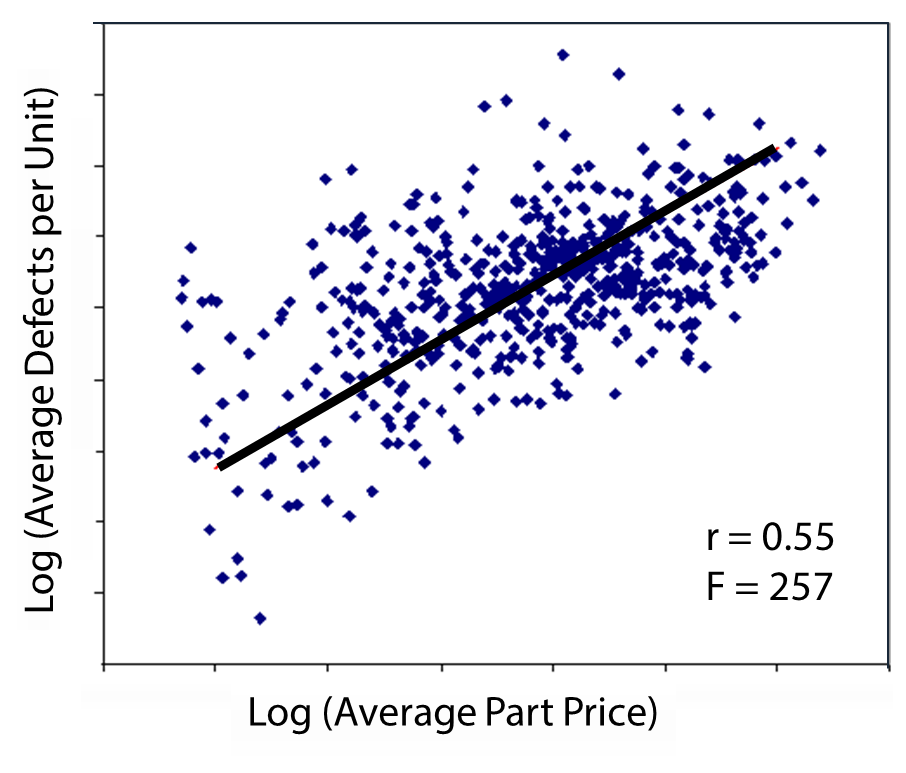 Log (Average Defects per Unit)
r = 0.55
F = 257
Log (Average Part Price)